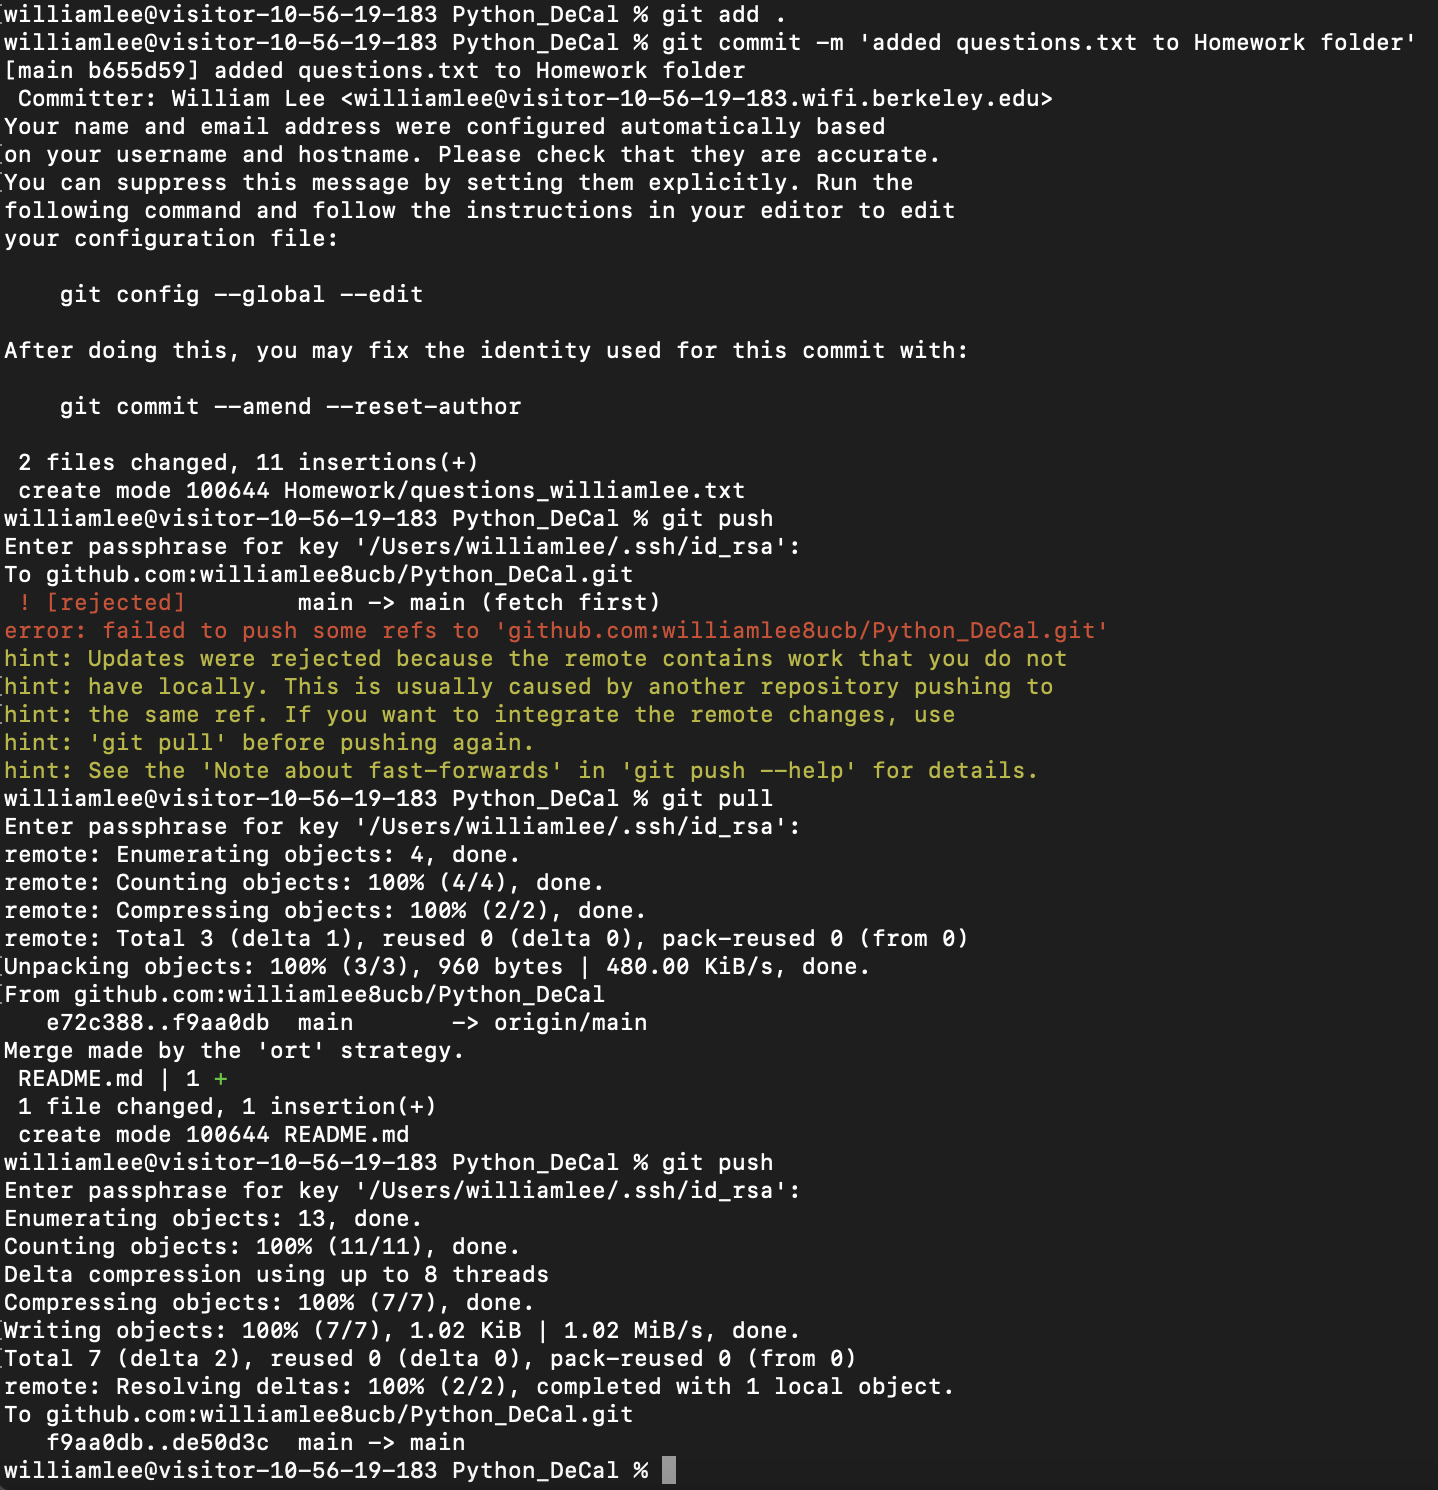 williamlee@visitor-10-56-19-183 Python_DeCal % git add .
williamlee@visitor-10-56-19-183 Python_DeCal % git commit -m 'added questions.txt to Homework folder'
[main b655d59] added questions.txt to Homework folder
 Committer: William Lee <williamlee@visitor-10-56-19-183.wifi.berkeley.edu>
Your name and email address were configured automatically based
on your username and hostname. Please check that they are accurate.
You can suppress this message by setting them explicitly. Run the
following command and follow the instructions in your editor to edit
your configuration file:

    git config --global --edit

After doing this, you may fix the identity used for this commit with:

    git commit --amend --reset-author

 2 files changed, 11 insertions(+)
 create mode 100644 Homework/questions_williamlee.txt
williamlee@visitor-10-56-19-183 Python_DeCal % git push
Enter passphrase for key '/Users/williamlee/.ssh/id_rsa':
To github.com:williamlee8ucb/Python_DeCal.git
 ! [rejected]        main -> main (fetch first)
error: failed to push some refs to 'github.com:williamlee8ucb/Python_DeCal.git'
hint: Updates were rejected because the remote contains work that you do not
hint: have locally. This is usually caused by another repository pushing to
hint: the same ref. If you want to integrate the remote changes, use
hint: 'git pull' before pushing again.
hint: See the 'Note about fast-forwards' in 'git push --help' for details.
williamlee@visitor-10-56-19-183 Python_DeCal % git pull
Enter passphrase for key '/Users/williamlee/.ssh/id_rsa':
remote: Enumerating objects: 4, done.
remote: Counting objects: 100% (4/4), done.
remote: Compressing objects: 100% (2/2), done.
remote: Total 3 (delta 1), reused 0 (delta 0), pack-reused 0 (from 0)
Unpacking objects: 100% (3/3), 960 bytes | 480.00 KiB/s, done.
From github.com:williamlee8ucb/Python_DeCal
   e72c388..f9aa0db  main       -> origin/main
Merge made by the 'ort' strategy.
 README.md | 1 +
 1 file changed, 1 insertion(+)
 create mode 100644 README.md
williamlee@visitor-10-56-19-183 Python_DeCal % git push
Enter passphrase for key '/Users/williamlee/.ssh/id_rsa':
Enumerating objects: 13, done.
Counting objects: 100% (11/11), done.
Delta compression using up to 8 threads
Compressing objects: 100% (7/7), done.
Writing objects: 100% (7/7), 1.02 KiB | 1.02 MiB/s, done.
Total 7 (delta 2), reused 0 (delta 0), pack-reused 0 (from 0)
remote: Resolving deltas: 100% (2/2), completed with 1 local object.
To github.com:williamlee8ucb/Python_DeCal.git
   f9aa0db..de50d3c  main -> main
williamlee@visitor-10-56-19-183 Python_DeCal %